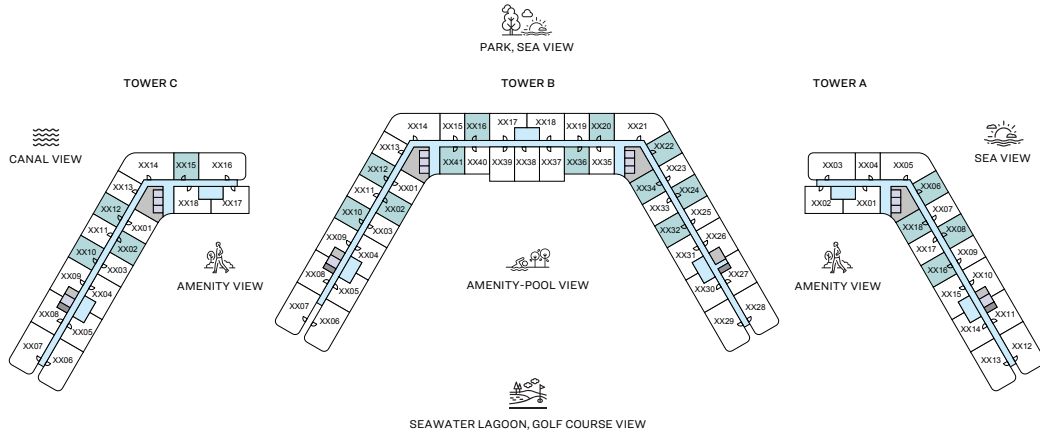 PARK, SEA VIEW
TOWER C
TOWER B
TOWER A
CANAL VIEW
SEA VIEW
XX14
XX15
XX16
XX13
XX12
XX11
XX10
XX09
XX08
XX07
XX18
XX17
XX01
XX02
XX03
XX04
XX05
XX06
XX14
XX15
XX16
XX17
XX18
XX19
XX20
XX21
XX13
XX12
XX11
XX10
XX09
XX08
XX07
XX41
XX40
XX39
XX38
XX37
XX36
XX35
XX01
XX02
XX03
XX04
XX05
XX06
XX22
XX23
XX24
XX25
XX26
XX27
XX28
XX34
XX33
XX32
XX31
XX30
XX29
XX03
XX04
XX05
XX02
XX01
XX06
XX07
XX08
XX09
XX10
XX11
XX12
XX18
XX17
XX16
XX15
XX14
XX13
AMENITY VIEW
AMENITY-POOL VIEW
AMENITY VIEW
SEAWATER LAGOON, GOLF COURSE VIEW